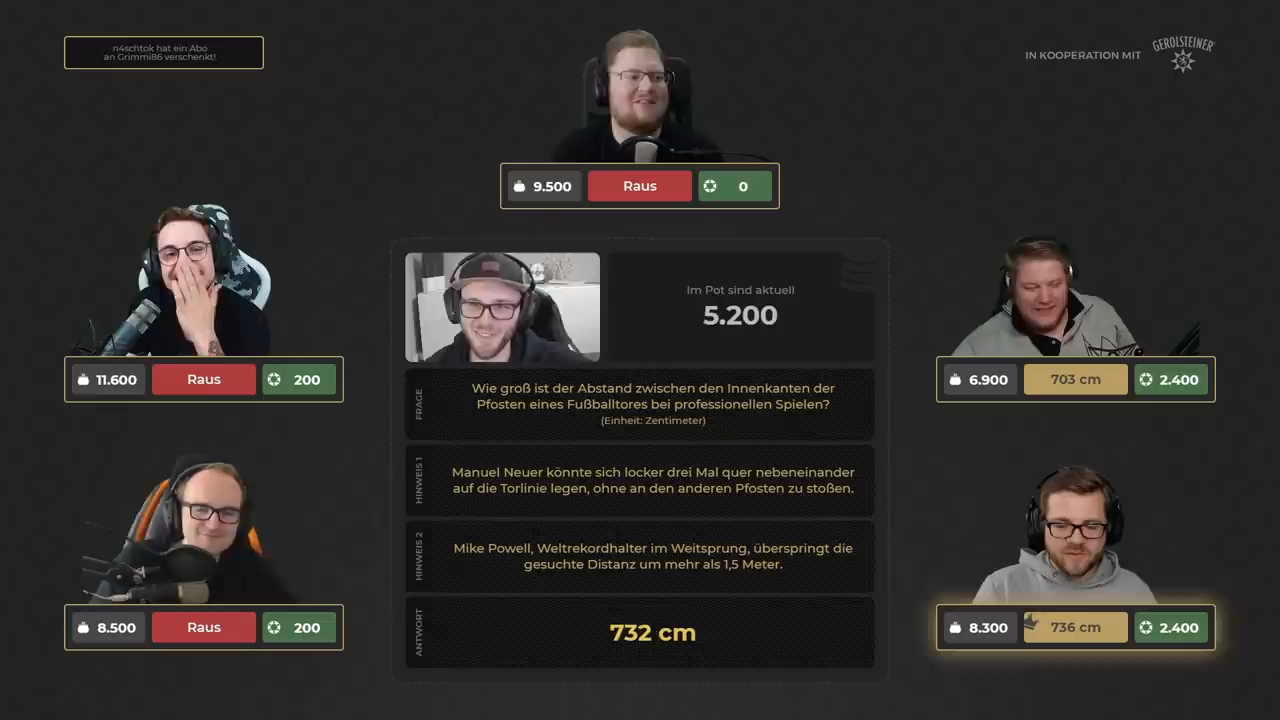 n4schtok hat ein Abo
an Grimmi86 verschenkt!
IN KOOPERATION MIT
GEROLSTEINER
9.500
Raus
0
11.600
Raus
200
Im Pot sind aktuell
5.200
6.900
703 cm
2.400
FRAGE
Wie groß ist der Abstand zwischen den Innenkanten der
Pfosten eines Fußballtores bei professionellen Spielen?
(Einheit: Zentimeter)
HINWEIS 1
Manuel Neuer könnte sich locker drei Mal quer nebeneinander
auf die Torlinie legen, ohne an den anderen Pfosten zu stoßen.
HINWEIS 2
Mike Powell, Weltrekordhalter im Weitsprung, überspringt die
gesuchte Distanz um mehr als 1,5 Meter.
ANTWORT
732 cm
8.500
Raus
200
8.300
736 cm
2.400